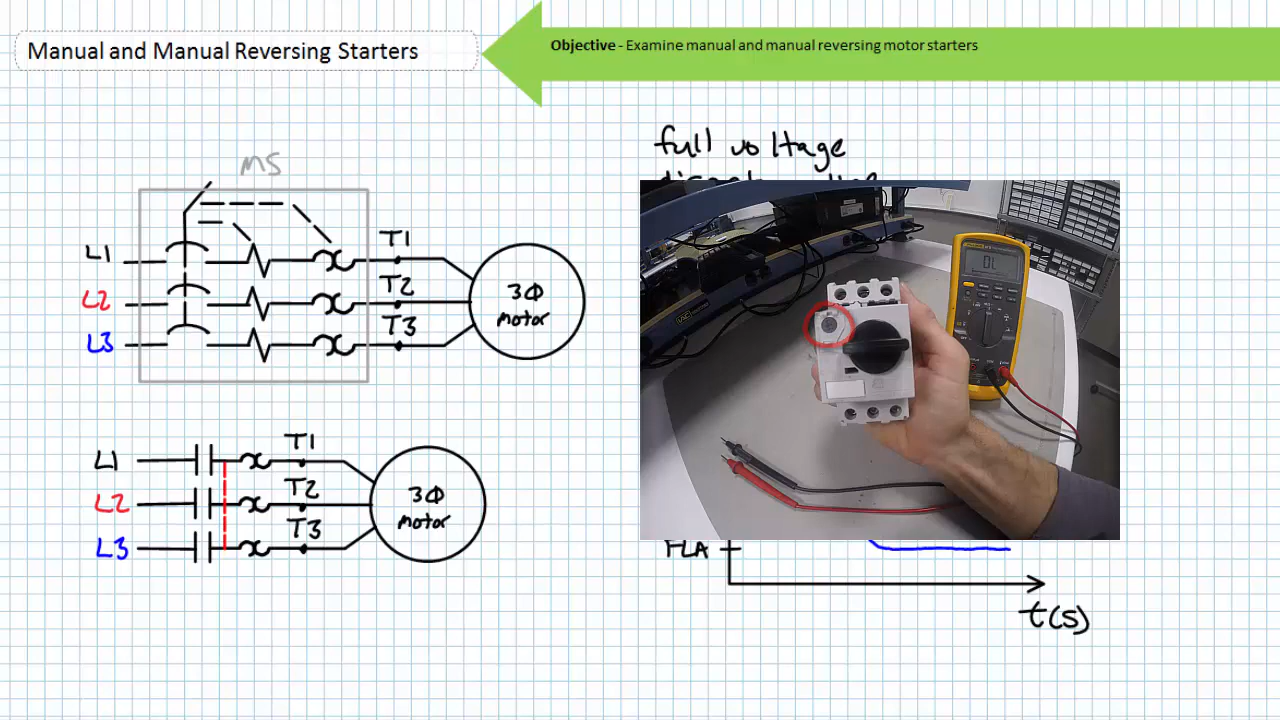 Manual and Manual Reversing Starters
Objective - Examine manual and manual reversing motor starters
full voltage
MS
L1
L2
L3
T1
T2
T3
3Φ
motor
OL
L1
L2
L3
T1
T2
T3
3Φ
motor
FLA
t(s)